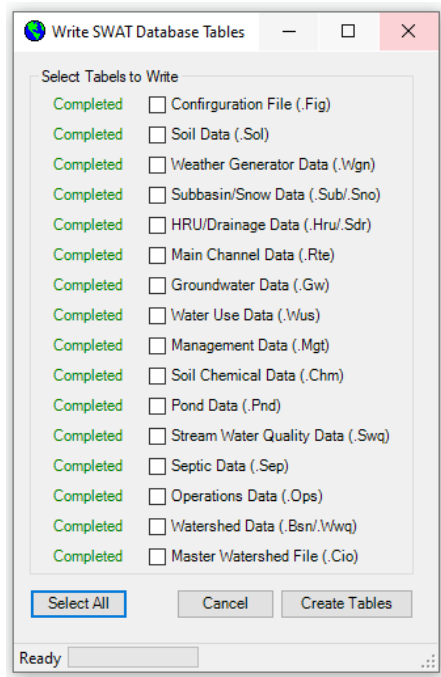 Write SWAT Database Tables
Select Tabels to Write
Completed Confirguration File (.Fig)
Completed Soil Data (.Sol)
Completed Weather Generator Data (.Wgn)
Completed Subbasin/Snow Data (.Sub/.Sno)
Completed HRU/Drainage Data (.Hru/.Sdr)
Completed Main Channel Data (.Rte)
Completed Groundwater Data (.Gw)
Completed Water Use Data (.Wus)
Completed Management Data (.Mgt)
Completed Soil Chemical Data (.Chm)
Completed Pond Data (.Pnd)
Completed Stream Water Quality Data (.Swq)
Completed Septic Data (.Sep)
Completed Operations Data (.Ops)
Completed Watershed Data (.Bsn/.Wwq)
Completed Master Watershed File (.Cio)
Select All Cancel Create Tables
Ready